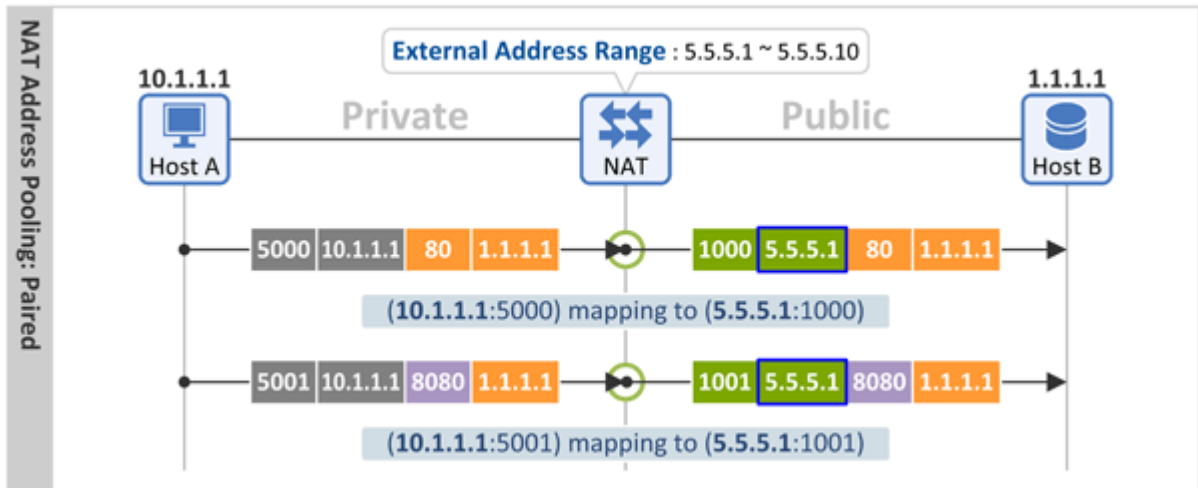 NAT Address Pooling: Paired
External Address Range : 5.5.5.1 ~ 5.5.5.10
10.1.1.1
1.1.1.1
Private
Public
Host A
NAT
Host B
5000 10.1.1.1 80 1.1.1.1
1000 5.5.5.1 80 1.1.1.1
(10.1.1.1:5000) mapping to (5.5.5.1:1000)
5001 10.1.1.1 8080 1.1.1.1
1001 5.5.5.1 8080 1.1.1.1
(10.1.1.1:5001) mapping to (5.5.5.1:1001)